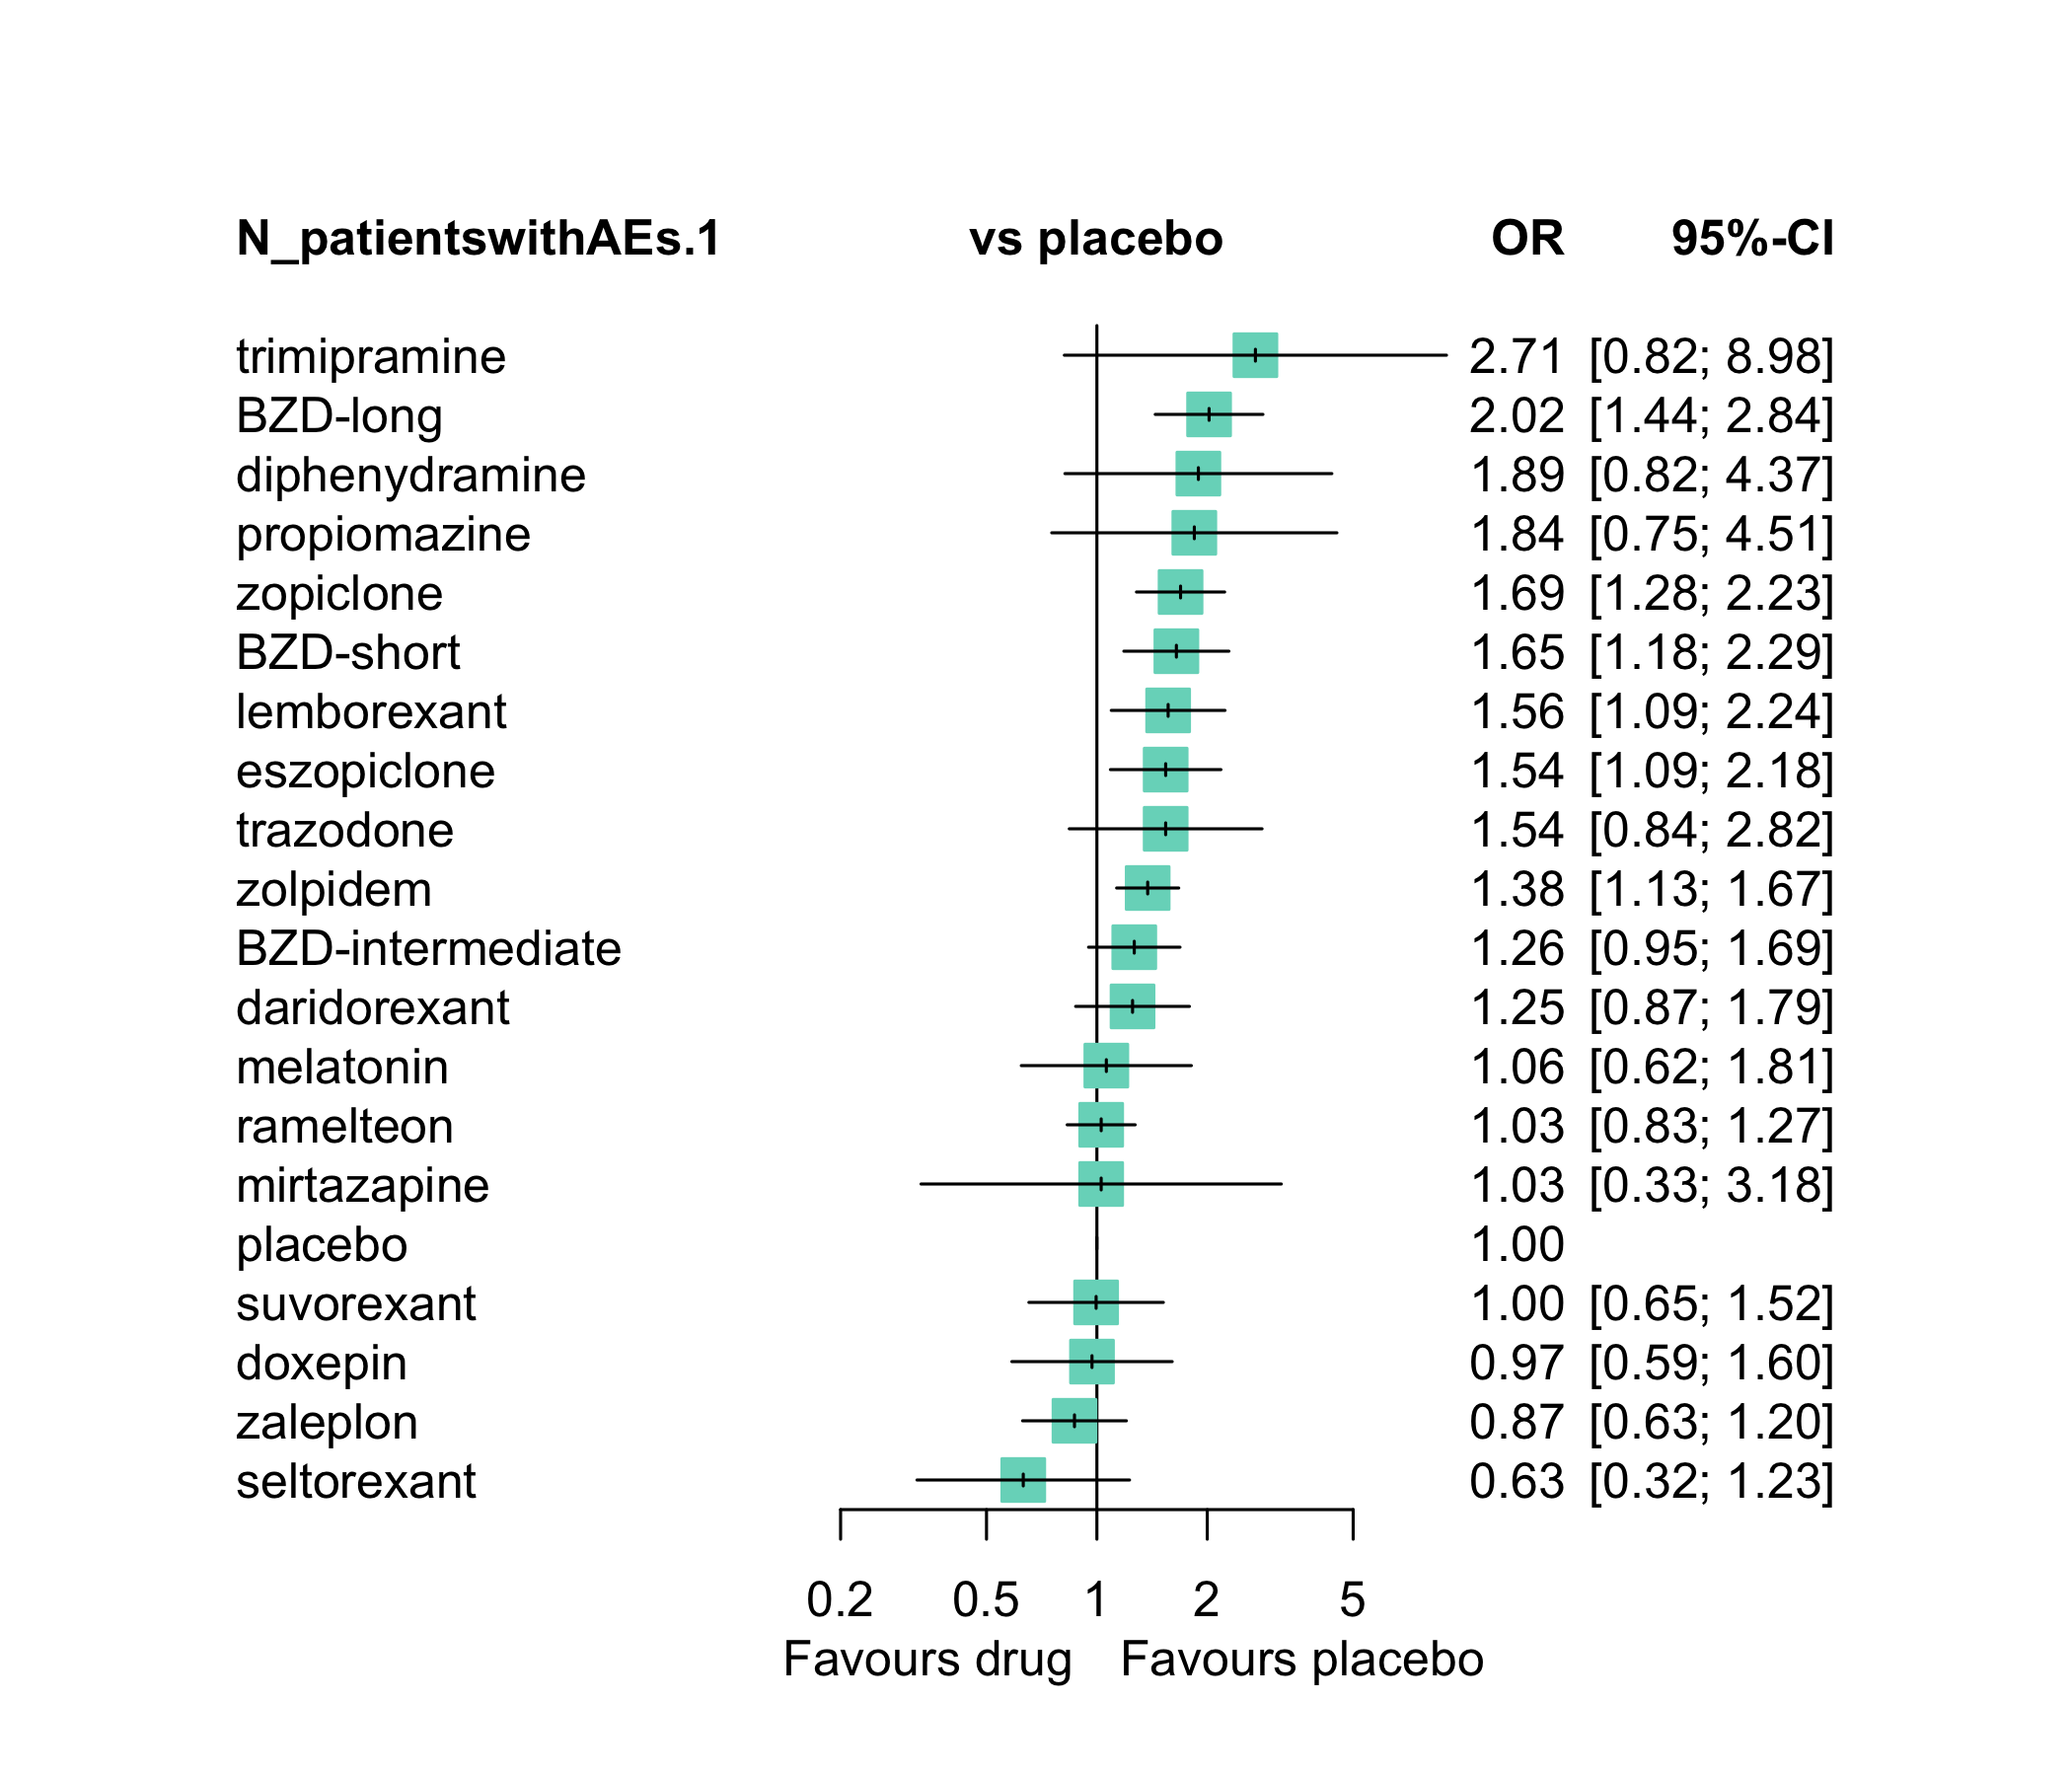 N_patientswithAEs.1 vs placebo OR 95%-CI
trimipramine 2.71 [0.82; 8.98]
BZD-long 2.02 [1.44; 2.84]
diphenydramine 1.89 [0.82; 4.37]
propiomazine 1.84 [0.75; 4.51]
zopiclone 1.69 [1.28; 2.23]
BZD-short 1.65 [1.18; 2.29]
lemborexant 1.56 [1.09; 2.24]
eszopiclone 1.54 [1.09; 2.18]
trazodone 1.54 [0.84; 2.82]
zolpidem 1.38 [1.13; 1.67]
BZD-intermediate 1.26 [0.95; 1.69]
daridorexant 1.25 [0.87; 1.79]
melatonin 1.06 [0.62; 1.81]
ramelteon 1.03 [0.83; 1.27]
mirtazapine 1.03 [0.33; 3.18]
placebo 1.00
suvorexant 1.00 [0.65; 1.52]
doxepin 0.97 [0.59; 1.60]
zaleplon 0.87 [0.63; 1.20]
seltorexant 0.63 [0.32; 1.23]
0.2 0.5 1 2 5
Favours drug Favours placebo